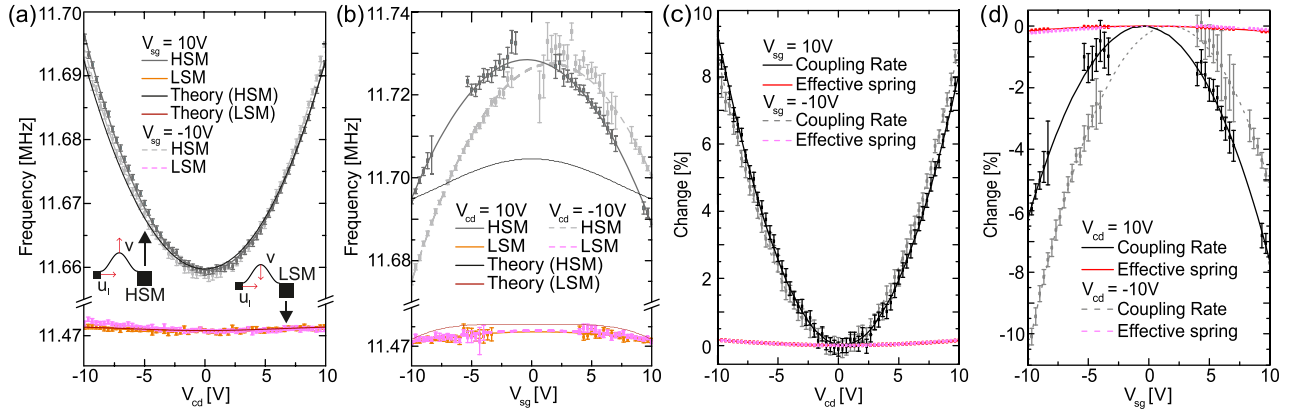 (a)
11.70
11.69
11.68
11.67
11.66
11.47
Frequency [MHz]
V_sg = 10V
HSM
LSM
Theory (HSM)
Theory (LSM)
V_sg = -10V
HSM
LSM
v
u_l
HSM
v
LSM
u_l
-10 -5 0 5 10
V_cd [V]
(b)
11.74
11.72
11.70
11.68
11.47
Frequency [MHz]
V_cd = 10V V_cd = -10V
HSM HSM
LSM LSM
Theory (HSM)
Theory (LSM)
-10 -5 0 5 10
V_sg [V]
(c)
10
8
6
4
2
0
Change [%]
V_sg = 10V
Coupling Rate
Effective spring
V_sg = -10V
Coupling Rate
Effective spring
-10 -5 0 5 10
V_cd [V]
(d)
0
-2
-4
-6
-8
-10
Change [%]
V_cd = 10V
Coupling Rate
Effective spring
V_cd = -10V
Coupling Rate
Effective spring
-10 -5 0 5 10
V_sg [V]